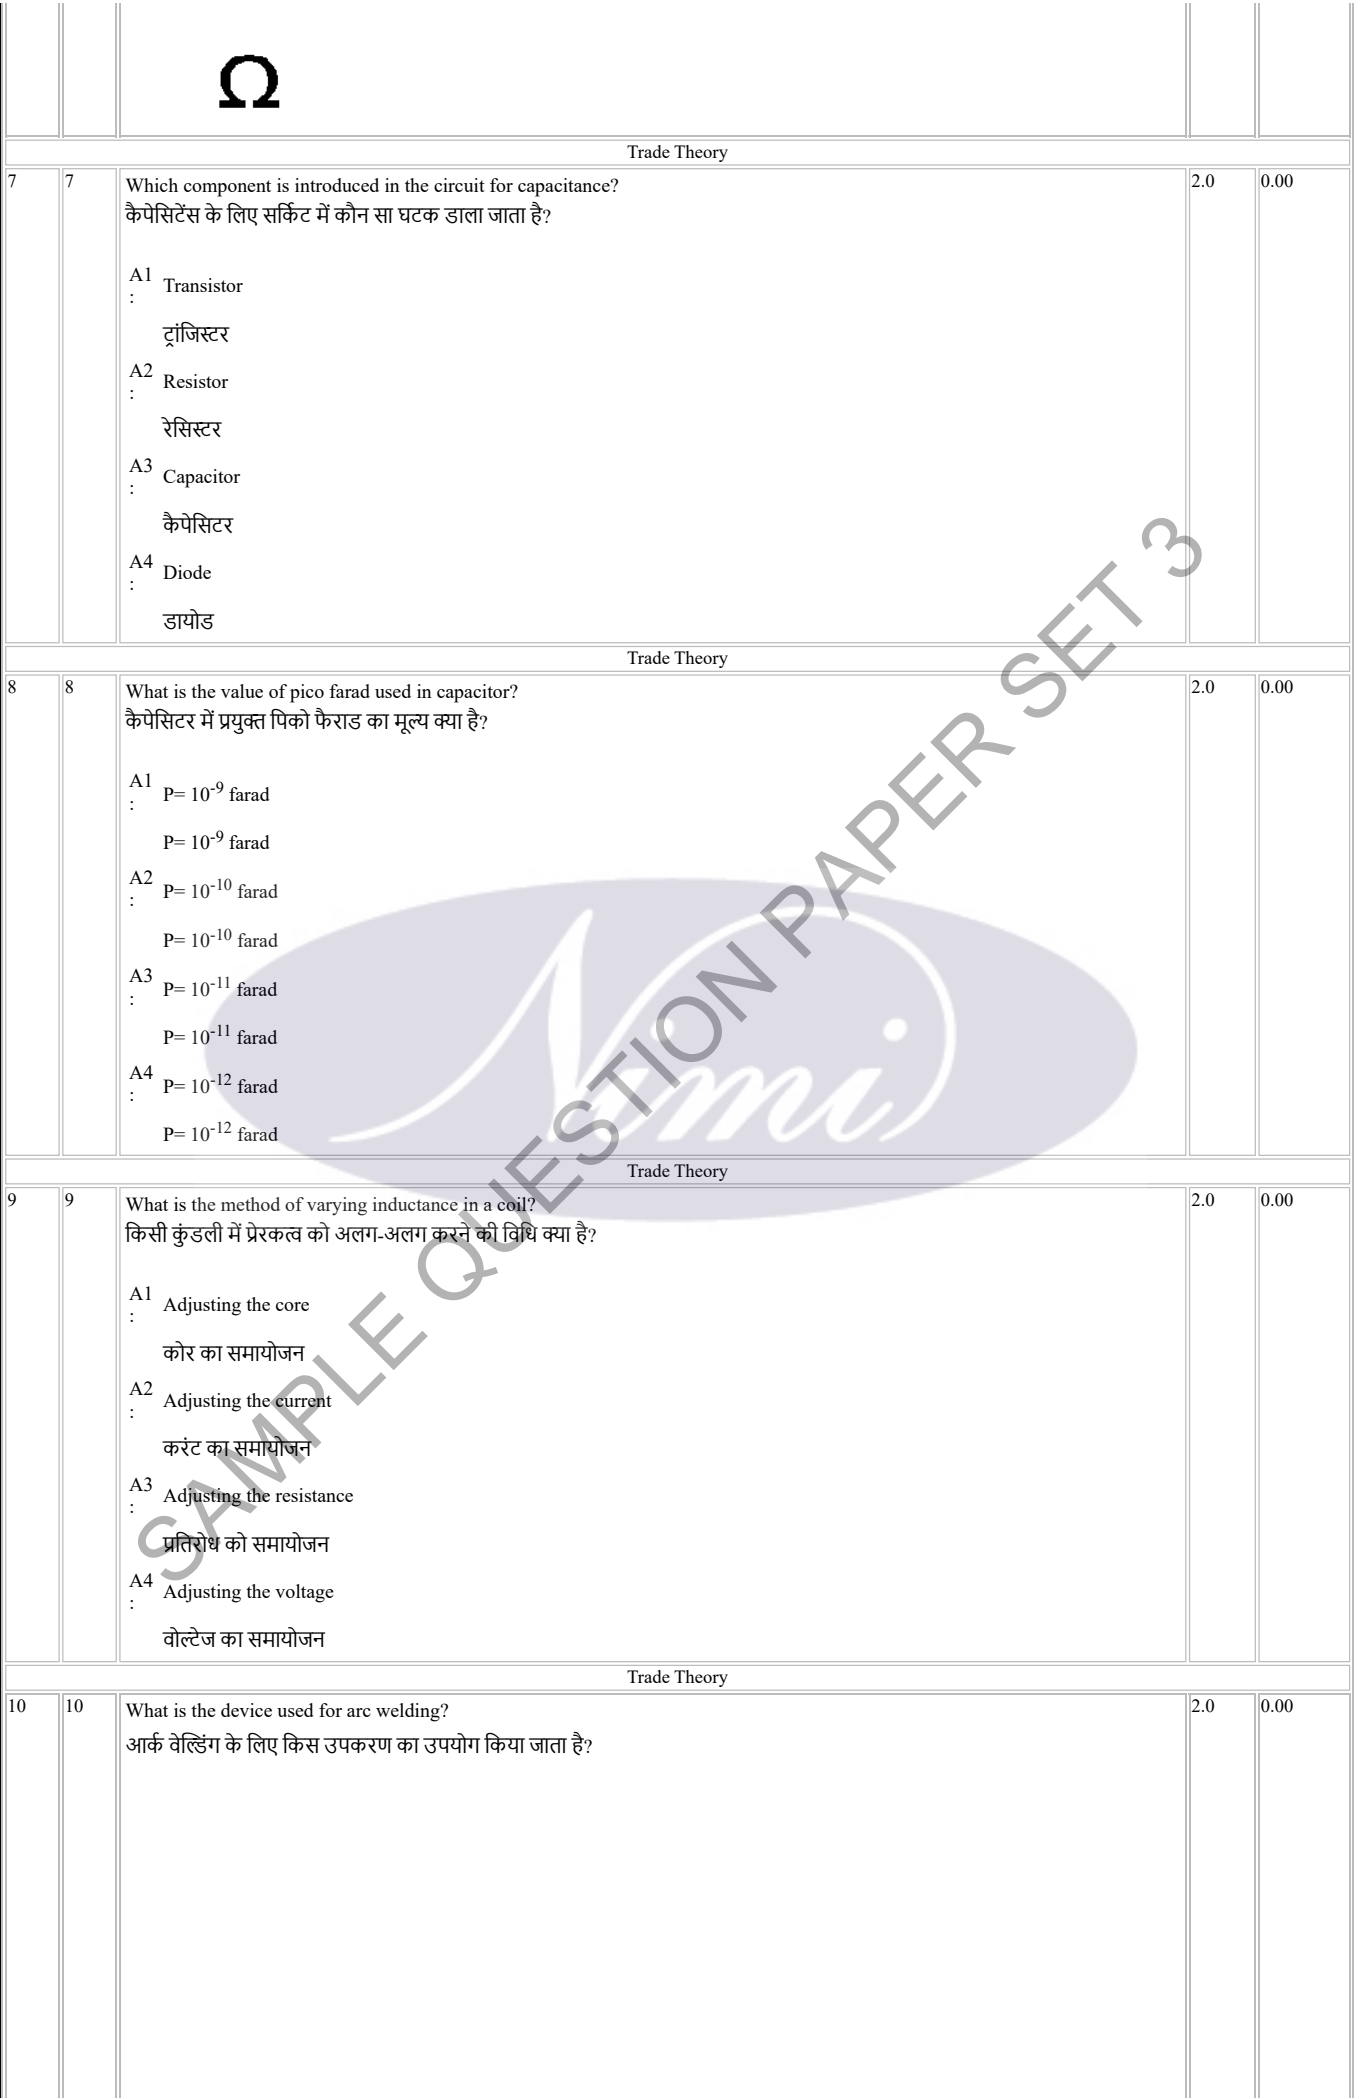 Ω
Trade Theory
7 7 Which component is introduced in the circuit for capacitance? 2.0 0.00
कैपेसिटेंस के लिए सर्किट में कौन सा घटक डाला जाता है?
A1 : Transistor
ट्रांजिस्टर
A2 : Resistor
रेसिस्टर
A3 : Capacitor
कैपेसिटर
A4 : Diode
डायोड
Trade Theory
8 8 What is the value of pico farad used in capacitor? 2.0 0.00
कैपेसिटर में प्रयुक्त पिको फैराड का मूल्य क्या है?
A1 : P= 10⁻⁹ farad
P= 10⁻⁹ farad
A2 : P= 10⁻¹⁰ farad
P= 10⁻¹⁰ farad
A3 : P= 10⁻¹¹ farad
P= 10⁻¹¹ farad
A4 : P= 10⁻¹² farad
P= 10⁻¹² farad
Trade Theory
9 9 What is the method of varying inductance in a coil? 2.0 0.00
किसी कुंडली में प्रेरकत्व को अलग-अलग करने की विधि क्या है?
A1 : Adjusting the core
कोर का समायोजन
A2 : Adjusting the current
करंट का समायोजन
A3 : Adjusting the resistance
प्रतिरोध को समायोजन
A4 : Adjusting the voltage
वोल्टेज का समायोजन
Trade Theory
10 10 What is the device used for arc welding? 2.0 0.00
आर्क वेल्डिंग के लिए किस उपकरण का उपयोग किया जाता है?
Nimi
SAMPLE QUESTION PAPER SET 3